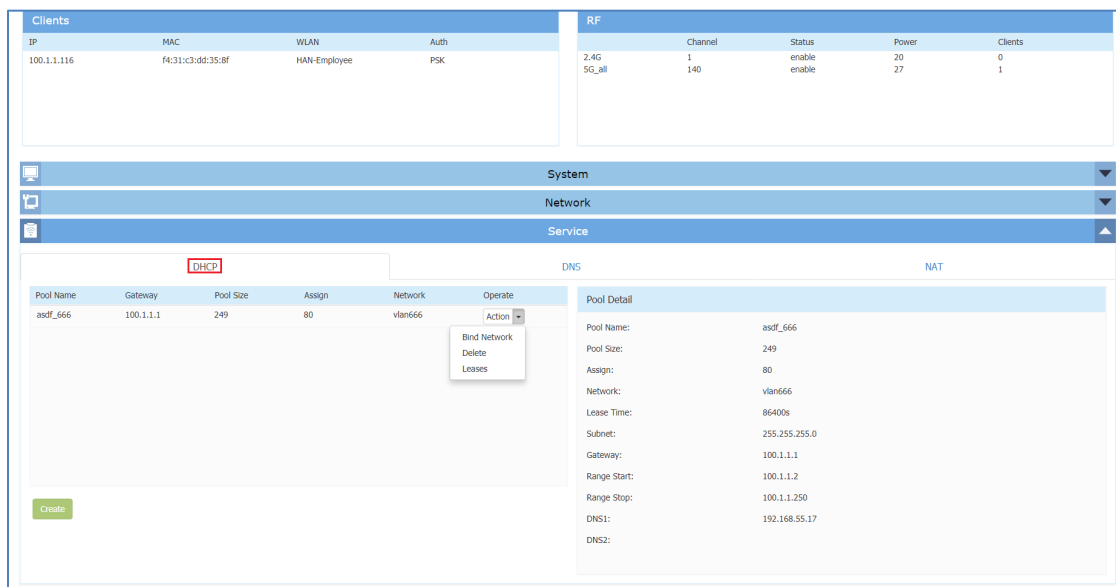 Clients
IP MAC WLAN Auth
100.1.1.116 f4:31:c3:dd:35:8f HAN-Employee PSK
RF
Channel Status Power Clients
2.4G 1 enable 20 0
5G_all 140 enable 27 1
System
Network
Service
DHCP DNS NAT
Pool Name Gateway Pool Size Assign Network Operate
asdf_666 100.1.1.1 249 80 vlan666 Action
Bind Network
Delete
Leases
Create
Pool Detail
Pool Name: asdf_666
Pool Size: 249
Assign: 80
Network: vlan666
Lease Time: 86400s
Subnet: 255.255.255.0
Gateway: 100.1.1.1
Range Start: 100.1.1.2
Range Stop: 100.1.1.250
DNS1: 192.168.55.17
DNS2: